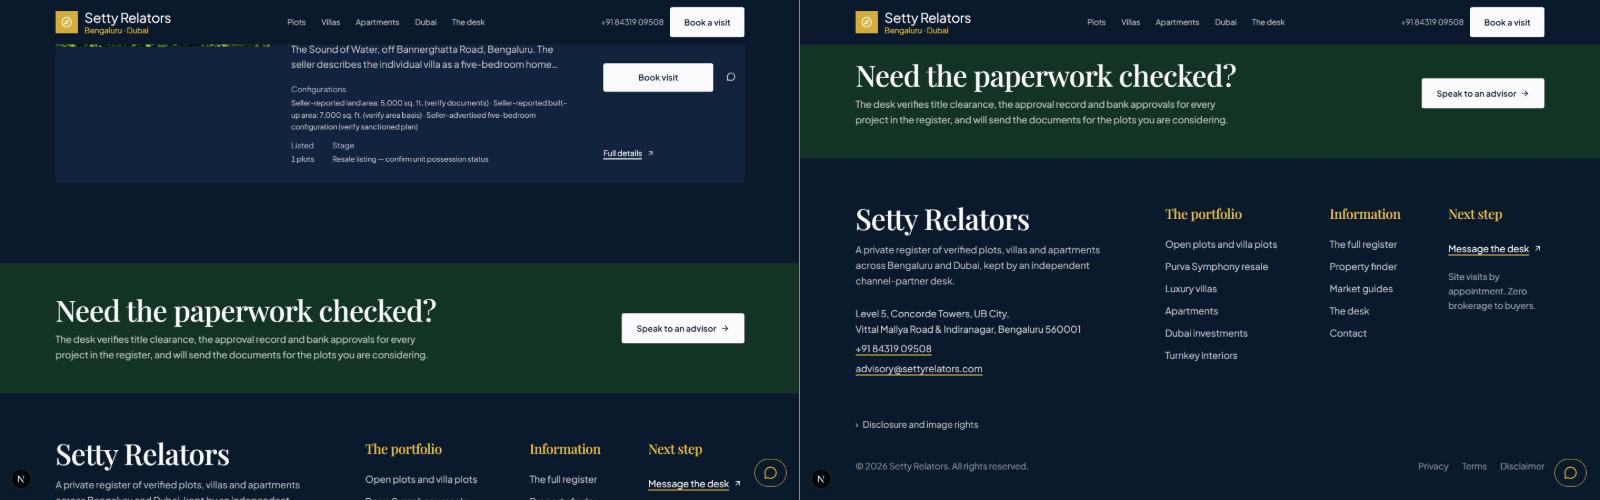 Setty Relators
Bengaluru · Dubai
Plots Villas Apartments Dubai The desk
+91 84319 09508 Book a visit
The Sound of Water, off Bannerghatta Road, Bengaluru. The
seller describes the individual villa as a five-bedroom home...
Book visit
Configurations
Seller-reported land area: 5,000 sq. ft. (verify documents) · Seller-reported built-
up area: 7,000 sq. ft. (verify area basis) · Seller-advertised five-bedroom
configuration (verify sanctioned plan)
Listed Stage
1 plots Resale listing — confirm unit possession status
Full details ↗
Need the paperwork checked?
The desk verifies title clearance, the approval record and bank approvals for every
project in the register, and will send the documents for the plots you are considering.
Speak to an advisor →
Setty Relators
A private register of verified plots, villas and apartments
The portfolio
Open plots and villa plots
Information
The full register
Next step
Message the desk ↗
N
Setty Relators
Bengaluru · Dubai
Plots Villas Apartments Dubai The desk
+91 84319 09508 Book a visit
Need the paperwork checked?
The desk verifies title clearance, the approval record and bank approvals for every
project in the register, and will send the documents for the plots you are considering.
Speak to an advisor →
Setty Relators
A private register of verified plots, villas and apartments
across Bengaluru and Dubai, kept by an independent
channel-partner desk.
Level 5, Concorde Towers, UB City,
Vittal Mallya Road & Indiranagar, Bengaluru 560001
+91 84319 09508
advisory@settyrelators.com
The portfolio
Open plots and villa plots
Purva Symphony resale
Luxury villas
Apartments
Dubai investments
Turnkey interiors
Information
The full register
Property finder
Market guides
The desk
Contact
Next step
Message the desk ↗
Site visits by
appointment. Zero
brokerage to buyers.
› Disclosure and image rights
© 2026 Setty Relators. All rights reserved.
Privacy Terms Disclaimer
N